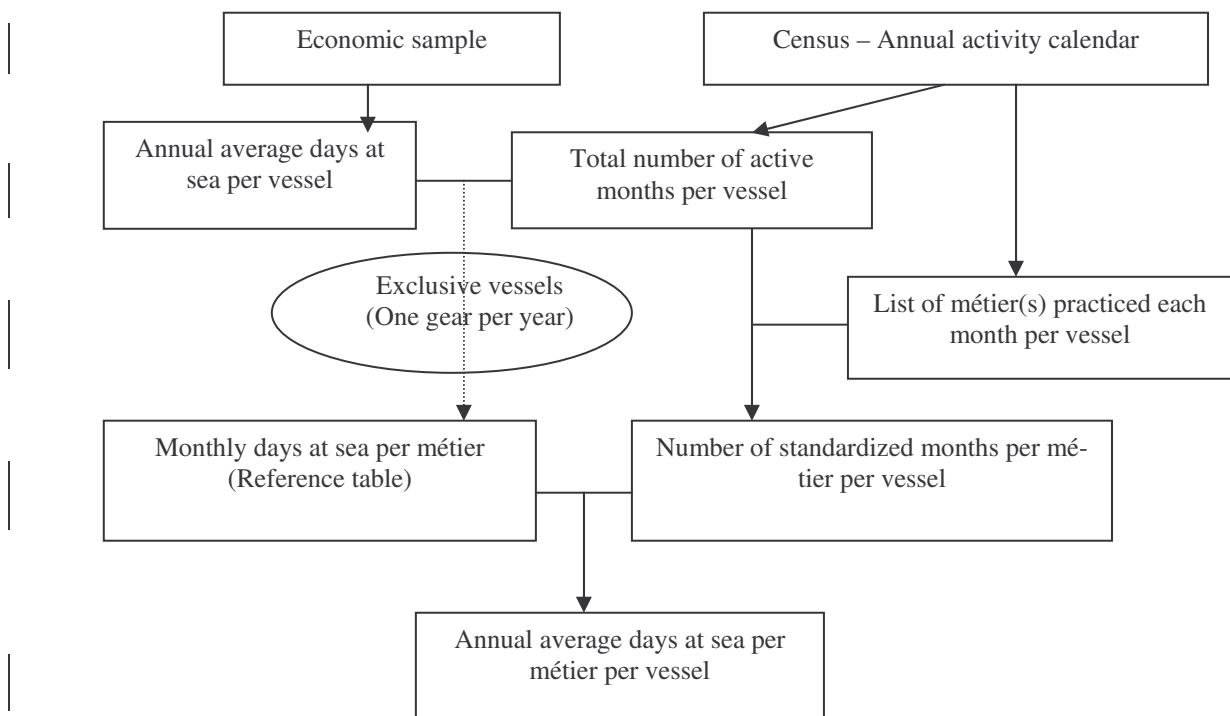 Economic sample
Census – Annual activity calendar
Annual average days at
sea per vessel
Total number of active
months per vessel
Exclusive vessels
(One gear per year)
List of métier(s) practiced each
month per vessel
Monthly days at sea per métier
(Reference table)
Number of standardized months per mé-
tier per vessel
Annual average days at sea per
métier per vessel